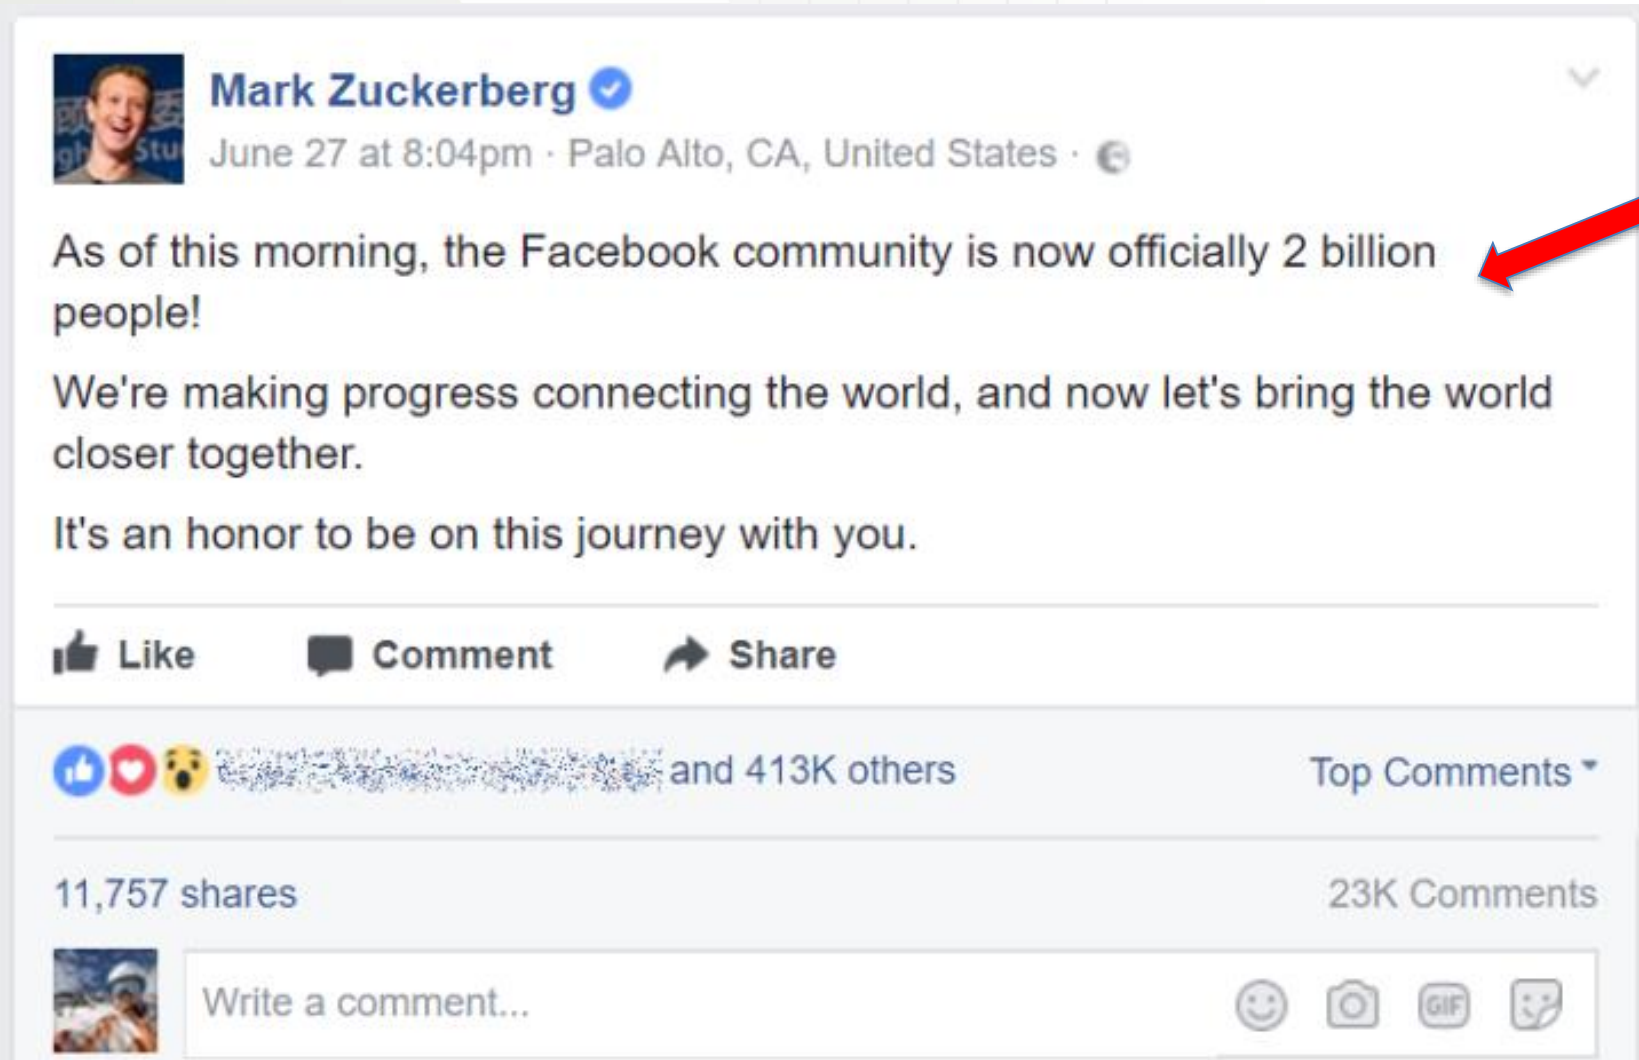 Mark Zuckerberg
June 27 at 8:04pm · Palo Alto, CA, United States ·
As of this morning, the Facebook community is now officially 2 billion
people!
We're making progress connecting the world, and now let's bring the world
closer together.
It's an honor to be on this journey with you.
Like Comment Share
and 413K others Top Comments
11,757 shares 23K Comments
Write a comment... GIF